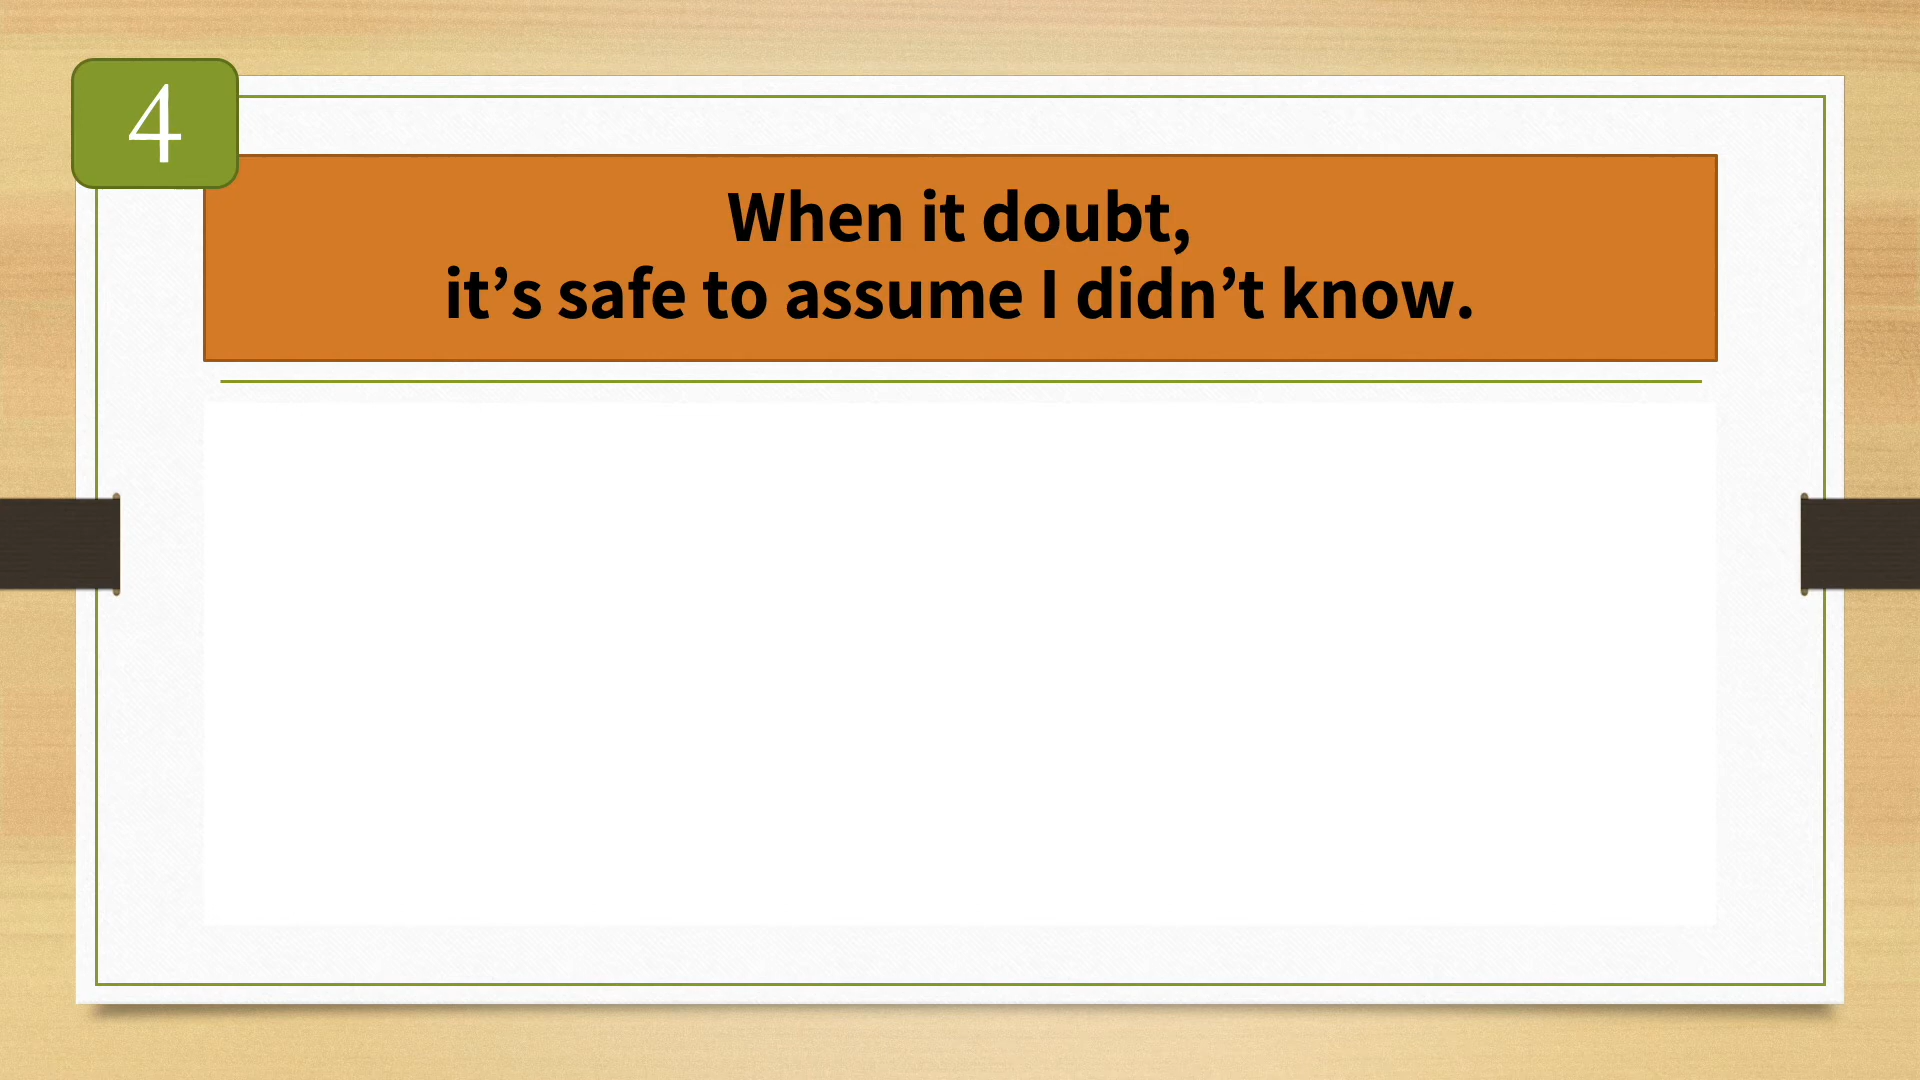 4
When it doubt,
it’s safe to assume I didn’t know.